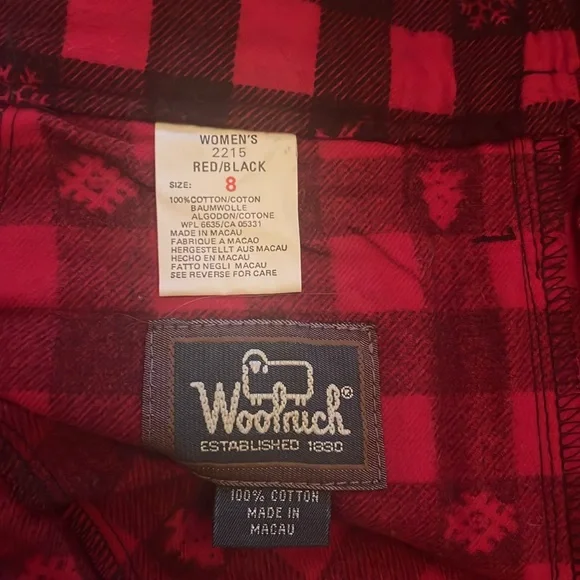 WOMEN'S
2215
RED/BLACK
SIZE: 8
100%COTTON/COTON
BAUMWOLLE
ALGODON/COTONE
WPL 6635/CA 05331
MADE IN MACAU
FABRIQUE A MACAO
HERGESTELLT AUS MACAU
HECHO EN MACAU
FATTO NEGLI MACAU
SEE REVERSE FOR CARE
Woolrich®
ESTABLISHED 1830
100% COTTON
MADE IN
MACAU